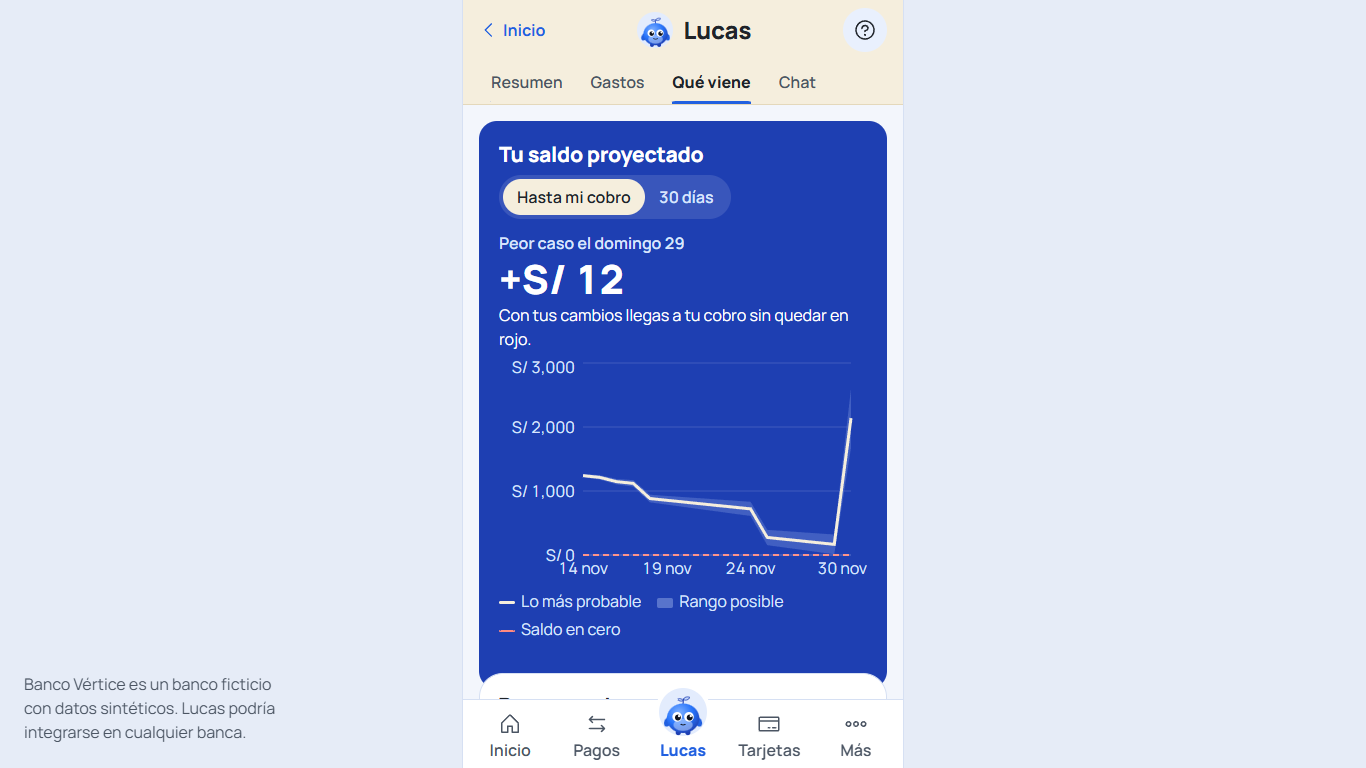 Inicio
Lucas
Resumen
Gastos
Qué viene
Chat
Tu saldo proyectado
Hasta mi cobro
30 días
Peor caso el domingo 29
+S/ 12
Con tus cambios llegas a tu cobro sin quedar en
rojo.
S/ 3,000
S/ 2,000
S/ 1,000
S/ 0
14 nov
19 nov
24 nov
30 nov
Lo más probable
Rango posible
Saldo en cero
Banco Vértice es un banco ficticio
con datos sintéticos. Lucas podría
integrarse en cualquier banca.
Inicio
Pagos
Lucas
Tarjetas
Más